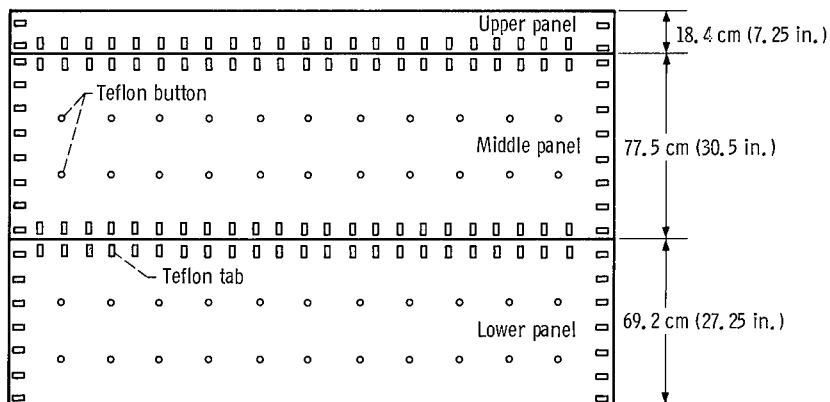 Upper panel
18.4 cm (7.25 in.)
Teflon button
Middle panel
77.5 cm (30.5 in.)
Teflon tab
Lower panel
69.2 cm (27.25 in.)